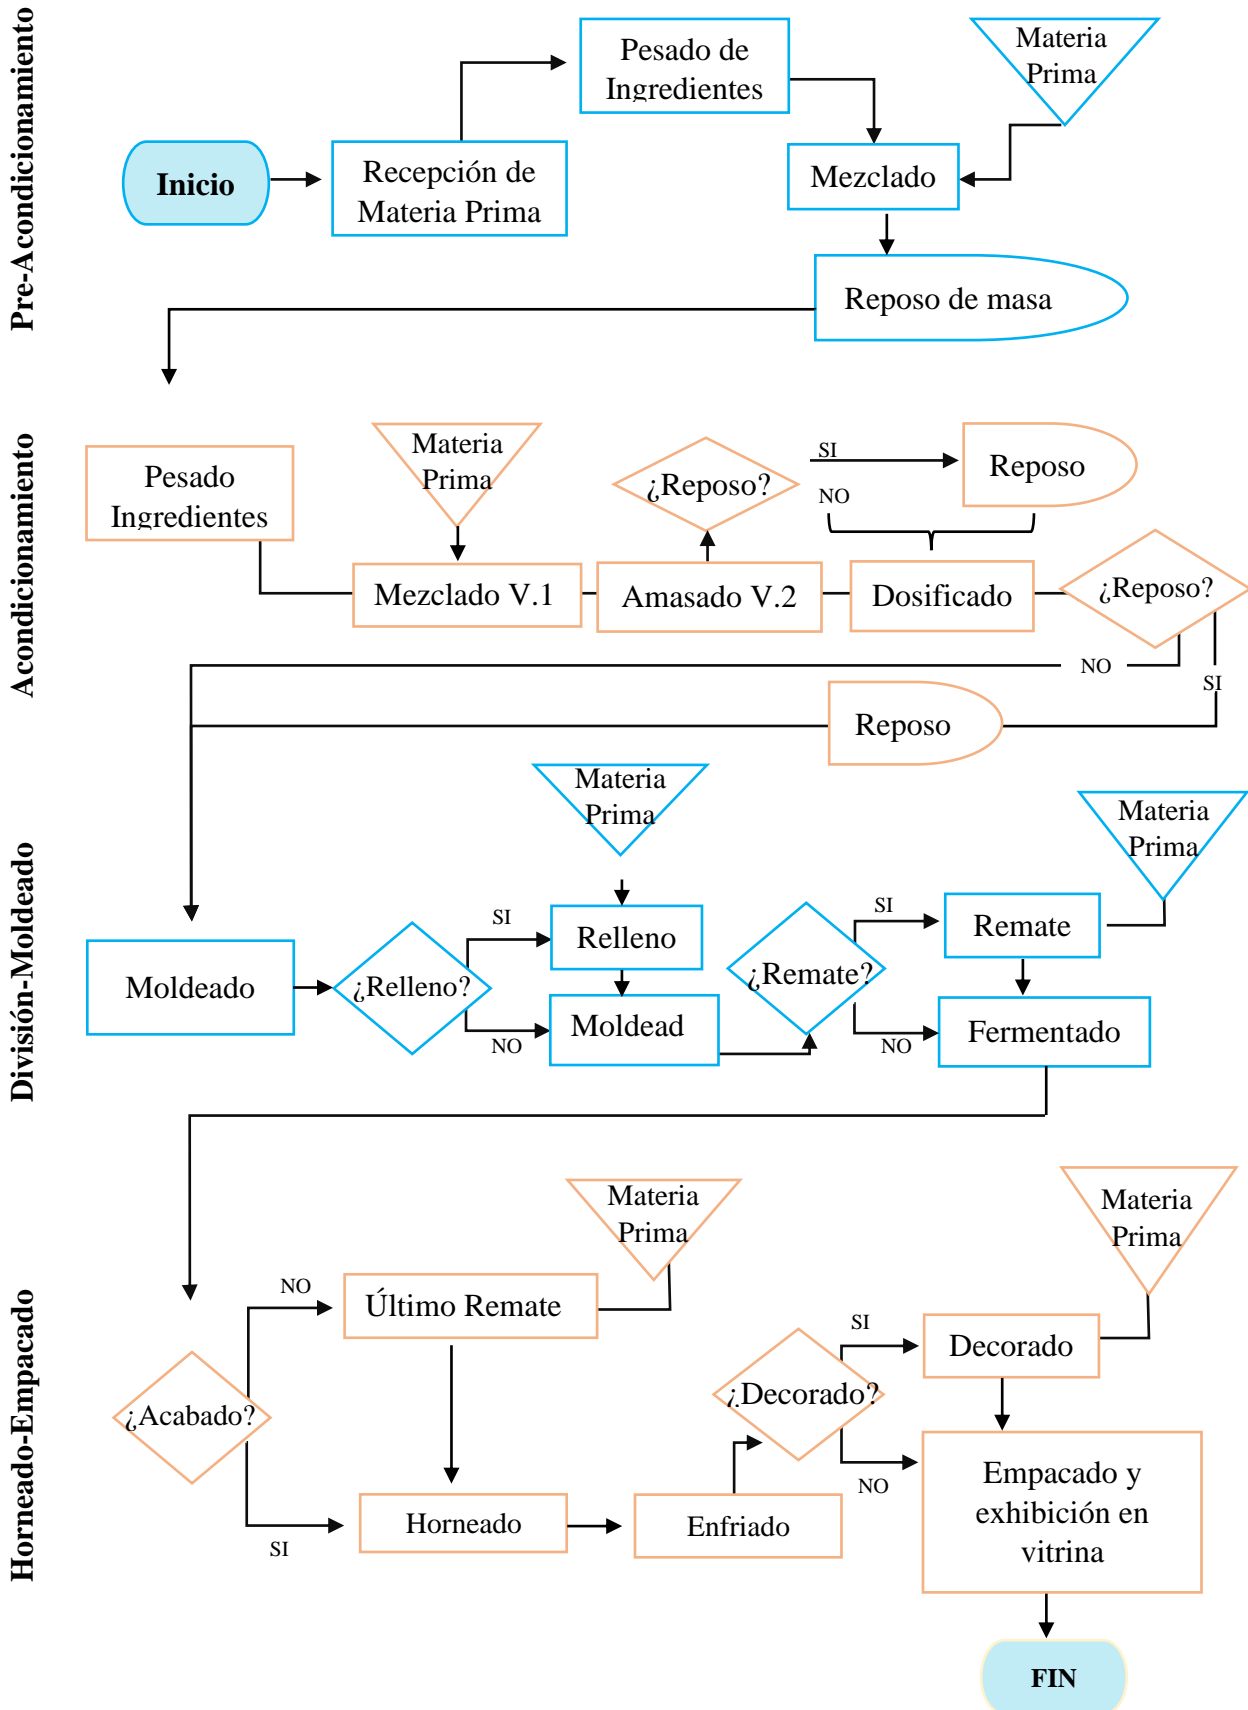 Pre-Acondicionamiento
Pesado de
Ingredientes
Materia
Prima
Inicio
Recepción de
Materia Prima
Mezclado
Reposo de masa
Acondicionamiento
Pesado
Ingredientes
Materia
Prima
¿Reposo?
SI
NO
Reposo
Mezclado V.1
Amasado V.2
Dosificado
¿Reposo?
NO
SI
Reposo
División-Moldeado
Materia
Prima
Materia
Prima
Moldeado
¿Relleno?
SI
NO
Relleno
Moldead
¿Remate?
SI
NO
Remate
Fermentado
Horneado-Empacado
Materia
Prima
Materia
Prima
¿Acabado?
NO
SI
Último Remate
Horneado
Enfriado
¿Decorado?
SI
NO
Decorado
Empacado y
exhibición en
vitrina
FIN